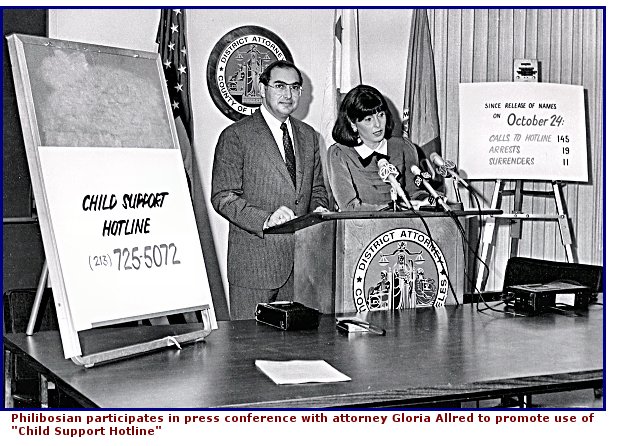 DISTRICT ATTORNEY
COUNTY OF LOS
CHILD SUPPORT
HOTLINE
(213) 725-5072
SINCE RELEASE OF NAMES
ON October 24:
CALLS TO HOTLINE 145
ARRESTS 19
SURRENDERS 11
DISTRICT ATTORNEY
Philibosian participates in press conference with attorney Gloria Allred to promote use of
"Child Support Hotline"